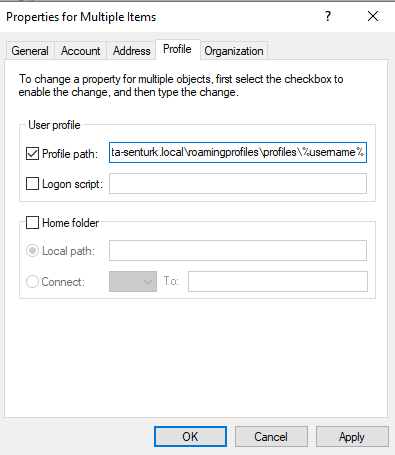 Properties for Multiple Items
? ×
General Account Address Profile Organization
To change a property for multiple objects, first select the checkbox to
enable the change, and then type the change.
User profile
Profile path: ta-senturk.local\roamingprofiles\profiles\%username%
Logon script:
Home folder
Local path:
Connect: To:
OK Cancel Apply